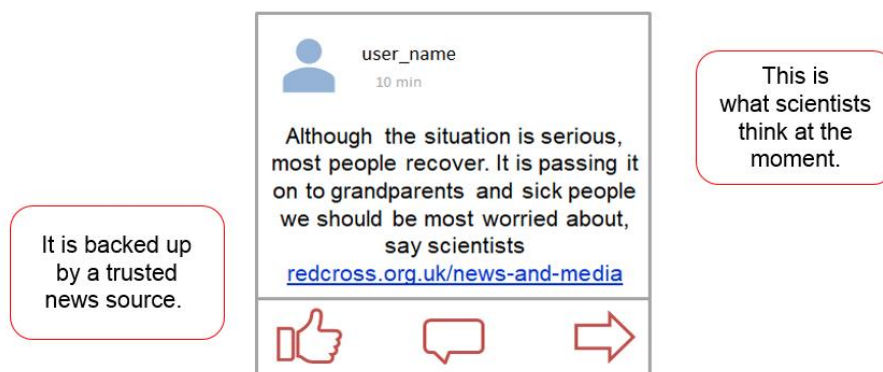 user_name
10 min
Although the situation is serious,
most people recover. It is passing it
on to grandparents and sick people
we should be most worried about,
say scientists
redcross.org.uk/news-and-media
This is
what scientists
think at the
moment.
It is backed up
by a trusted
news source.